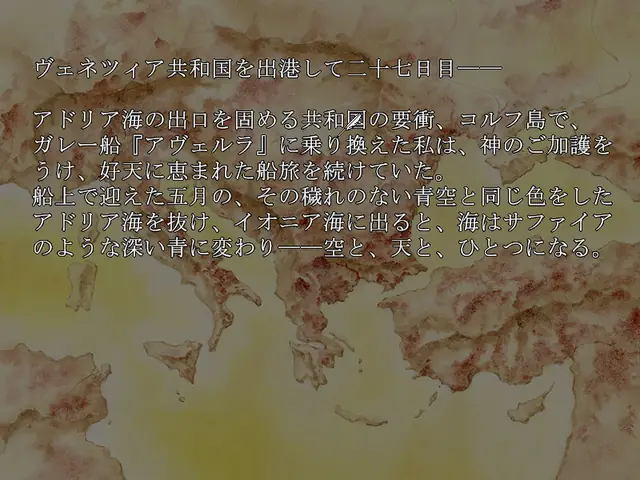 ヴェネツィア共和国を出港して二十七日目――
アドリア海の出口を固める共和国の要衝、コルフ島で、
ガレー船『アヴェルラ』に乗り換えた私は、神のご加護を
うけ、好天に恵まれた船旅を続けていた。
船上で迎えた五月の、その穢れのない青空と同じ色をした
アドリア海を抜け、イオニア海に出ると、海はサファイア
のような深い青に変わり――空と、天と、ひとつになる。